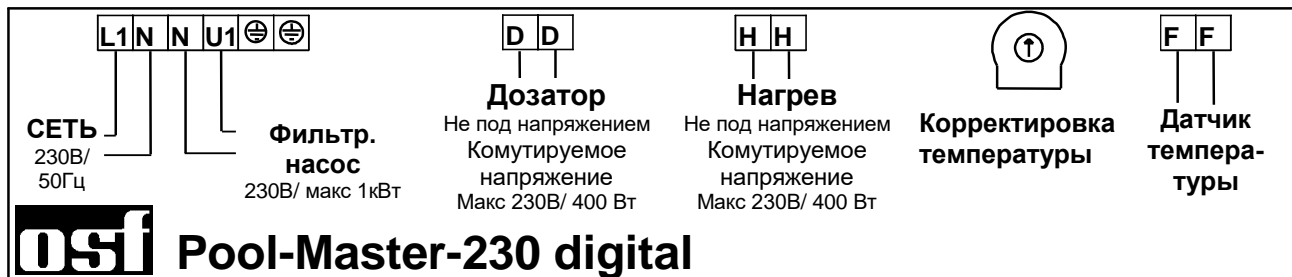 L1 N N U1
D D
H H
F F
СЕТЬ
230В/
50Гц
Фильтр.
насос
230В/ макс 1кВт
Дозатор
Не под напряжением
Комутируемое
напряжение
Макс 230В/ 400 Вт
Нагрев
Не под напряжением
Комутируемое
напряжение
Макс 230В/ 400 Вт
Корректировка
температуры
Датчик
темпера-
туры
osf Pool-Master-230 digital